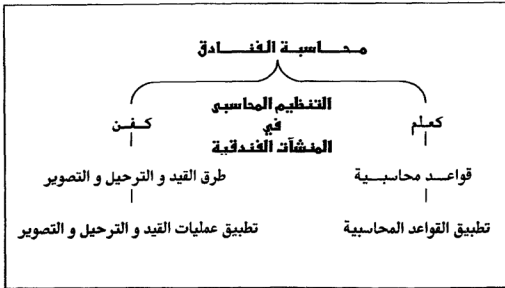 محاسبة الفنادق
التنظيم المحاسبى
كعلم في كفن
المنشآت الفندقية
قواعد محاسبية طرق القيد و الترحيل و التصوير
تطبيق القواعد المحاسبية تطبيق عمليات القيد و الترحيل و التصوير